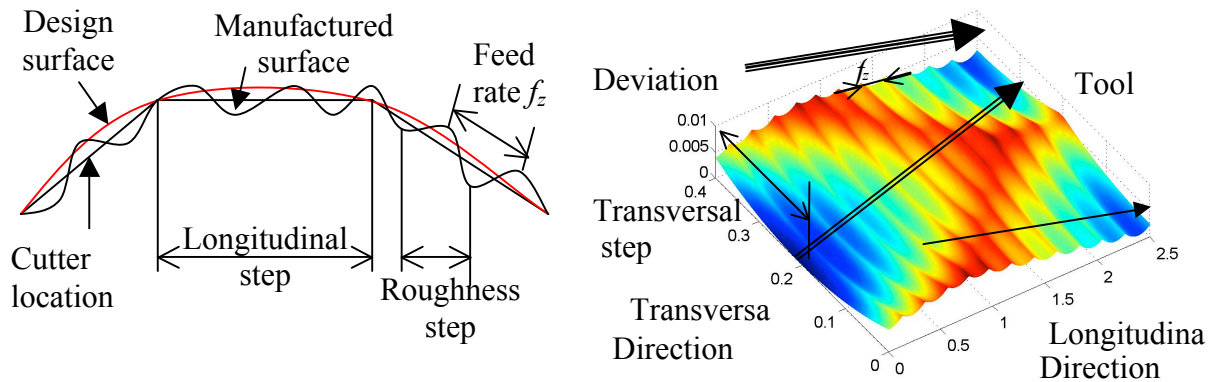 Design
surface
Manufactured
surface
Feed
rate f_z
Cutter
location
Longitudinal
step
Roughness
step
Deviation
f_z
Tool
0.01
0.005
0
0.4
0.3
0.2
0.1
0
Transversal
step
Transversa
Direction
0
0.5
1
1.5
2
2.5
Longitudina
Direction